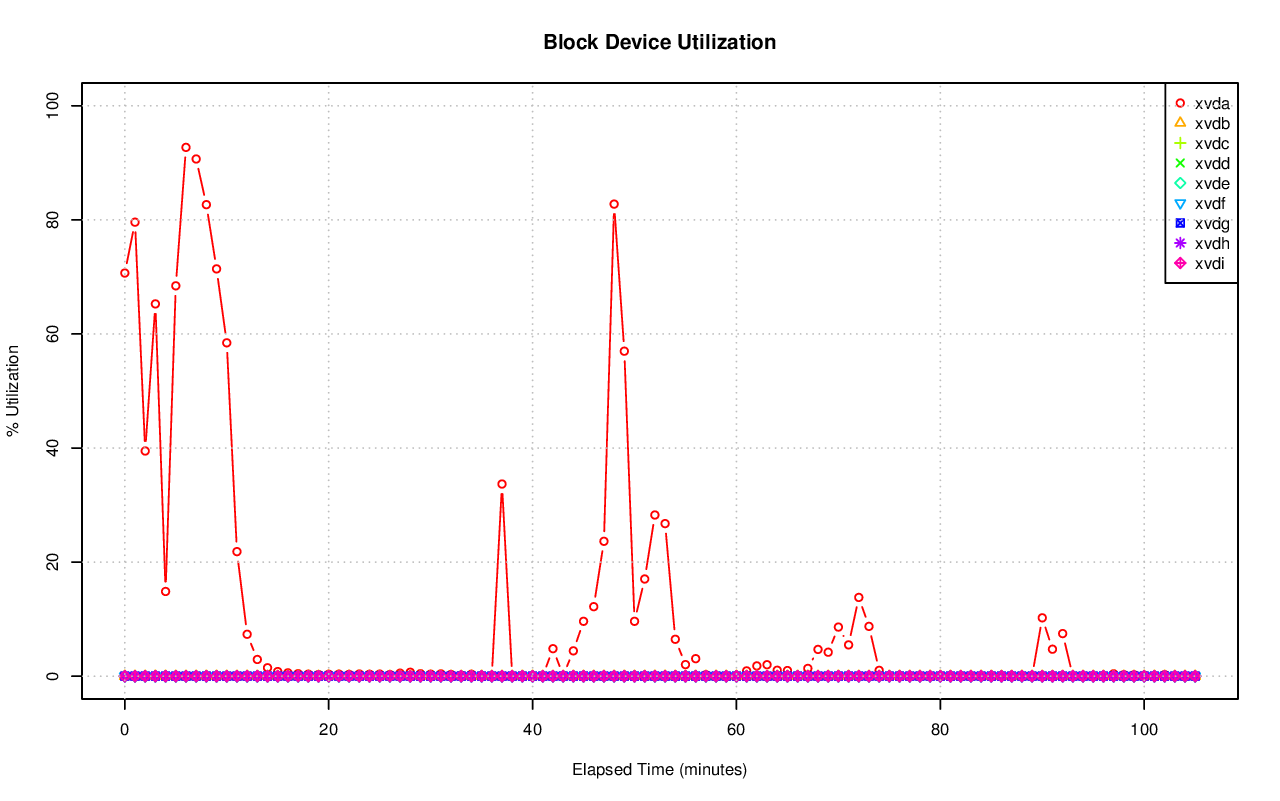 Block Device Utilization
% Utilization
100
80
60
40
20
0
xvda
xvdb
xvdc
xvdd
xvde
xvdf
xvdg
xvdh
xvdi
0 20 40 60 80 100
Elapsed Time (minutes)